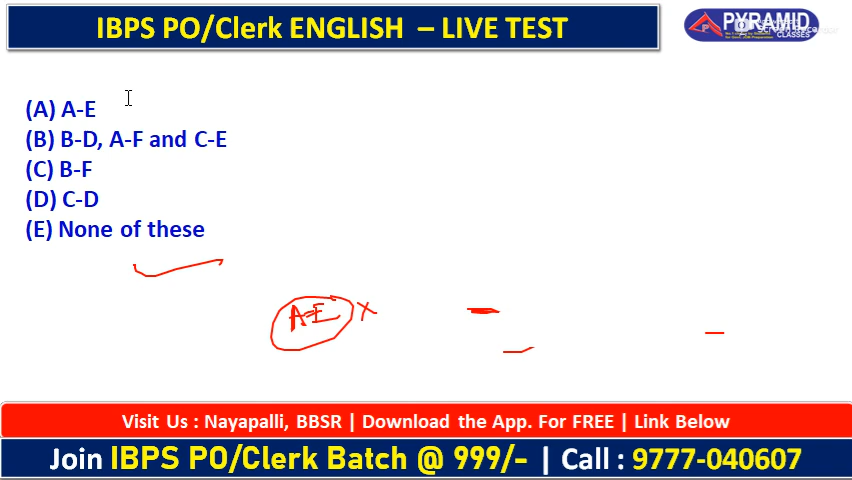 IBPS PO/Clerk ENGLISH – LIVE TEST
PYRAMID
CLASSES
(A) A-E
(B) B-D, A-F and C-E
(C) B-F
(D) C-D
(E) None of these
A-E X
Visit Us : Nayapalli, BBSR | Download the App. For FREE | Link Below
Join IBPS PO/Clerk Batch @ 999/- | Call : 9777-040607